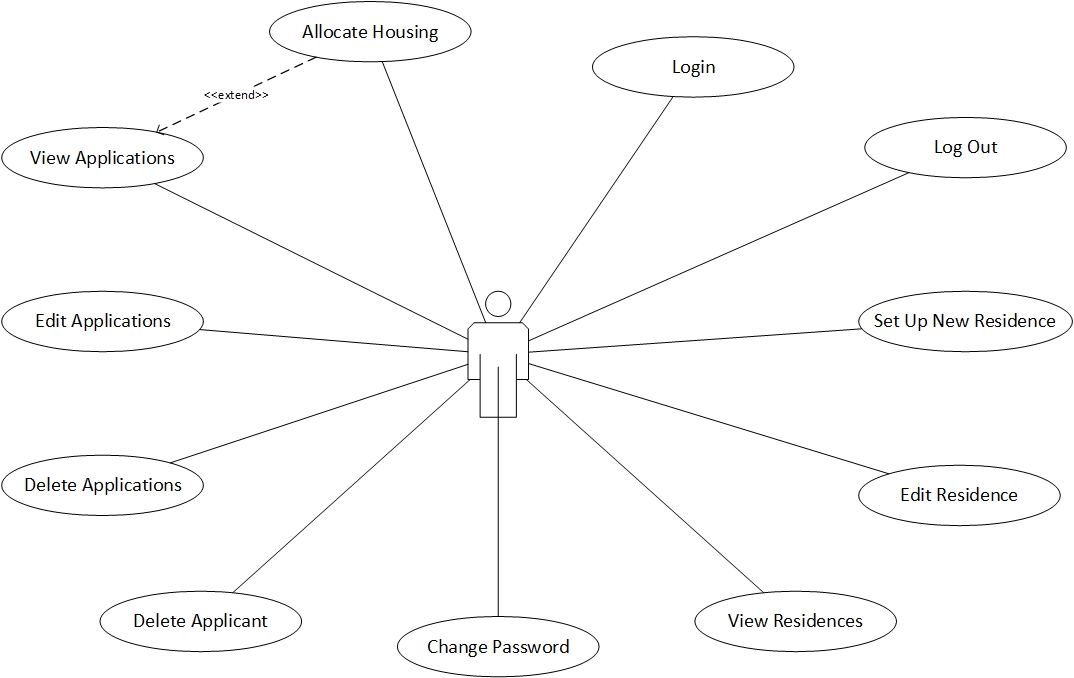 Allocate Housing
Login
<<extend>>
Log Out
View Applications
Edit Applications
Set Up New Residence
Delete Applications
Edit Residence
Delete Applicant
View Residences
Change Password